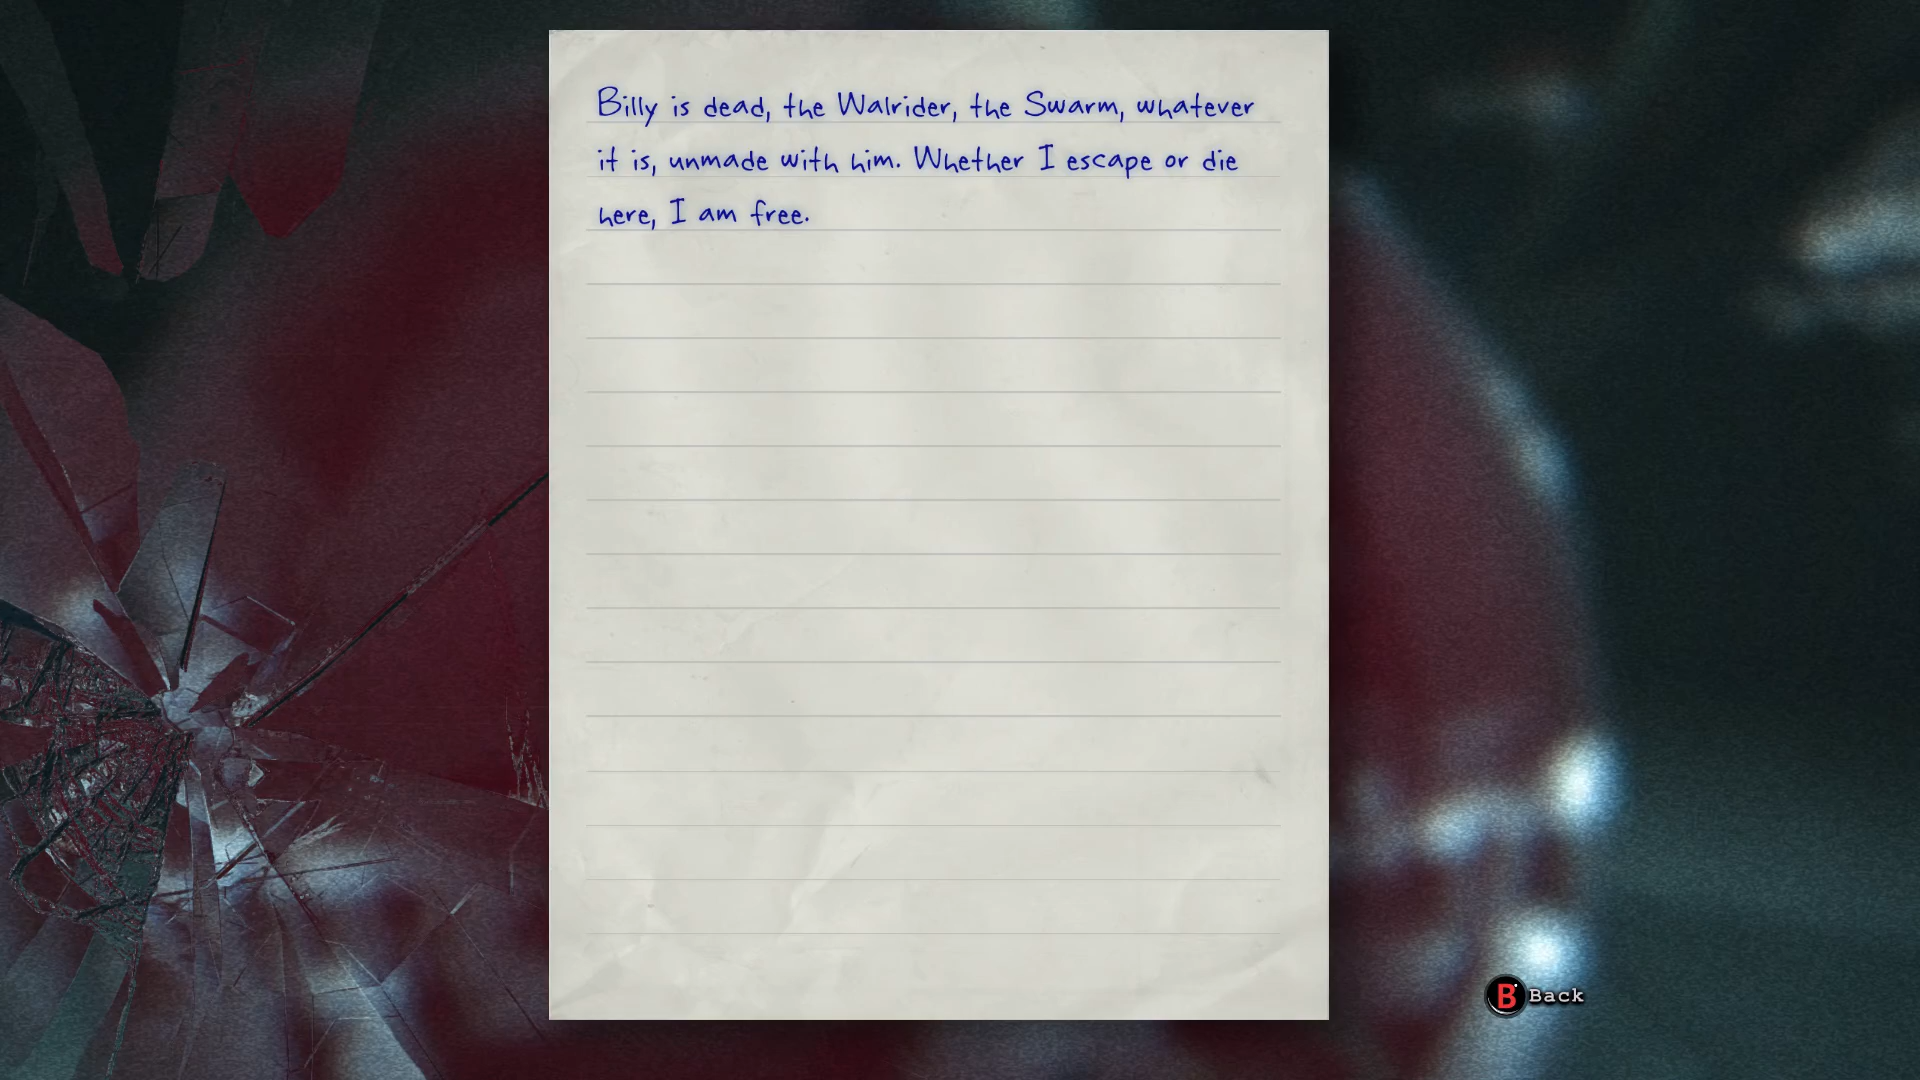 Billy is dead, the Walrider, the Swarm, whatever
it is, unmade with him. Whether I escape or die
here, I am free.
B Back